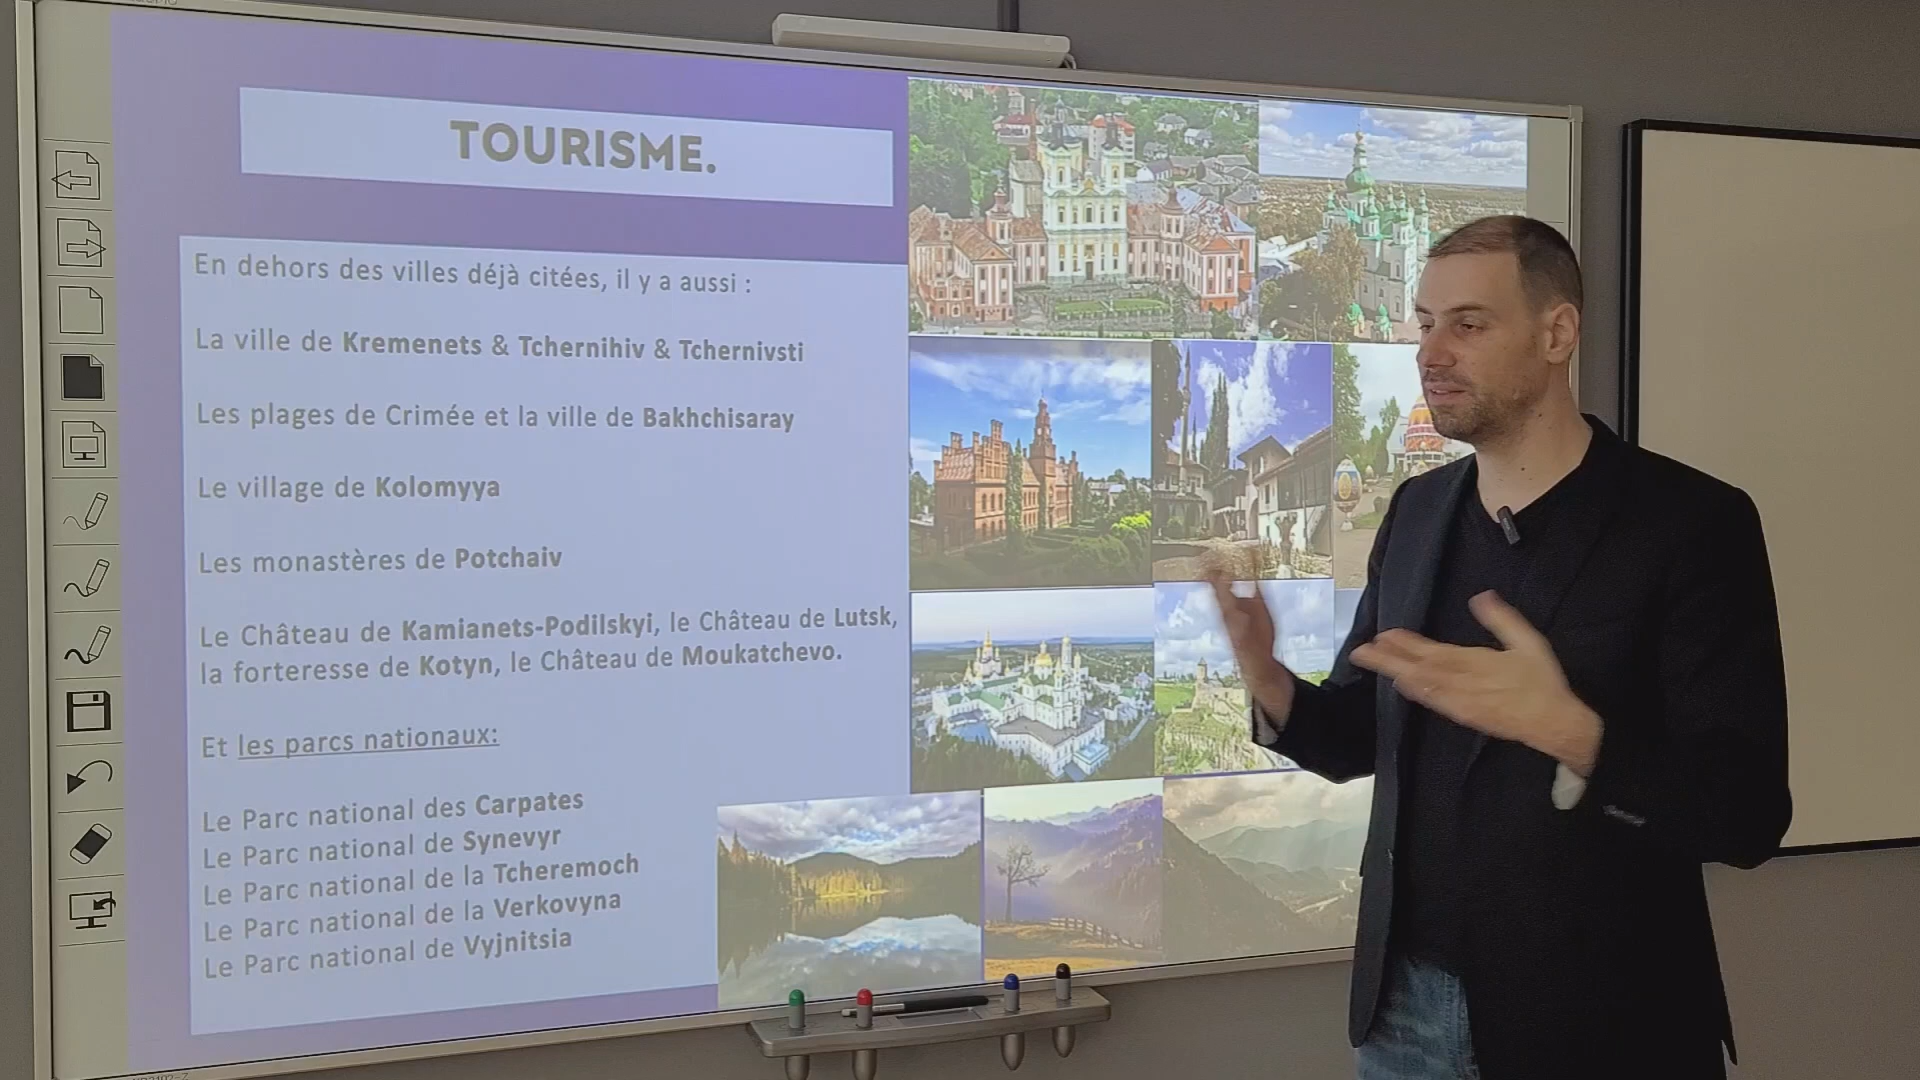 TOURISME.
En dehors des villes déjà citées, il y a aussi :
La ville de Kremenets & Tchernihiv & Tchernivsti
Les plages de Crimée et la ville de Bakhchisaray
Le village de Kolomyya
Les monastères de Potchaiv
Le Château de Kamianets-Podilskyi, le Château de Lutsk,
la forteresse de Kotyn, le Château de Moukatchevo.
Et les parcs nationaux:
Le Parc national des Carpates
Le Parc national de Synevyr
Le Parc national de la Tcheremoch
Le Parc national de la Verkovyna
Le Parc national de Vyjnitsia